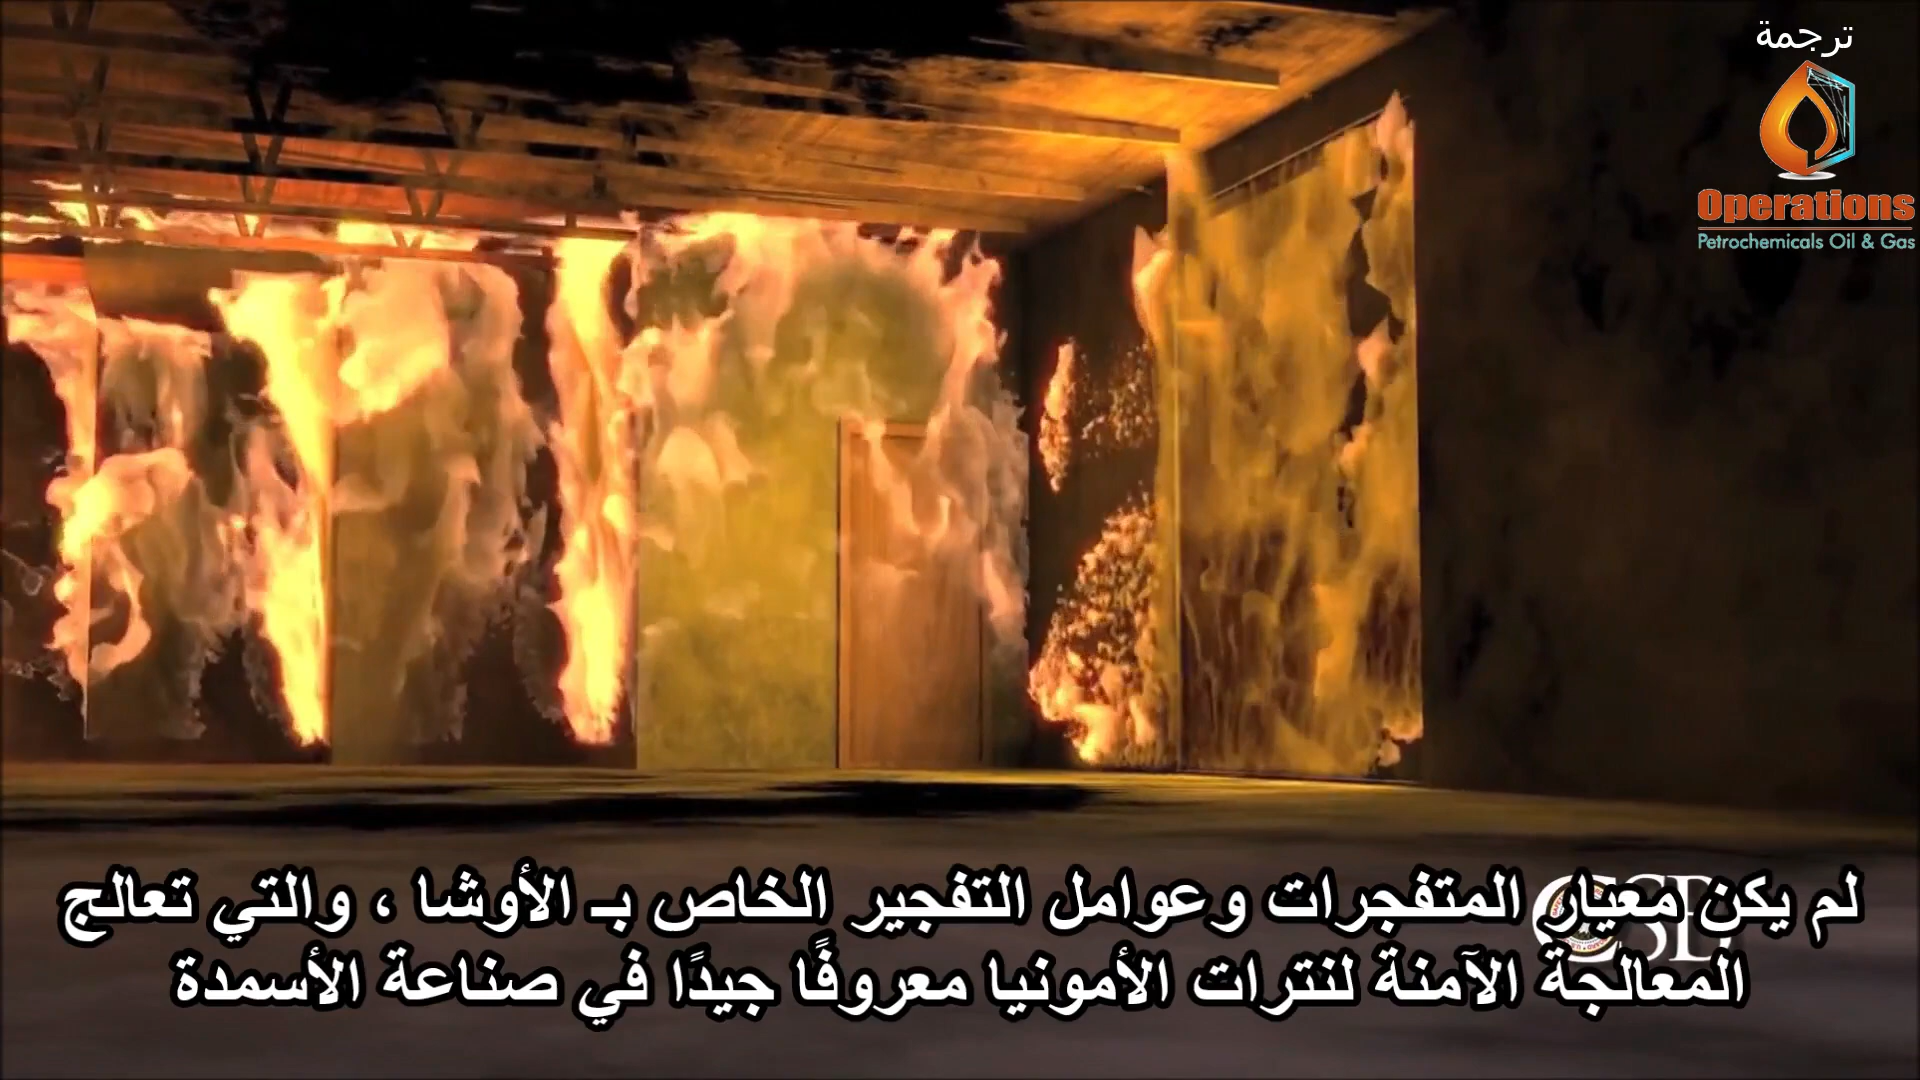 ترجمة
Operations
Petrochemicals Oil & Gas
لم يكن معيار المتفجرات وعوامل التفجير الخاص بـ الأوشا ، والتي تعالج
المعالجة الآمنة لنترات الأمونيا معروفًا جيدًا في صناعة الأسمدة